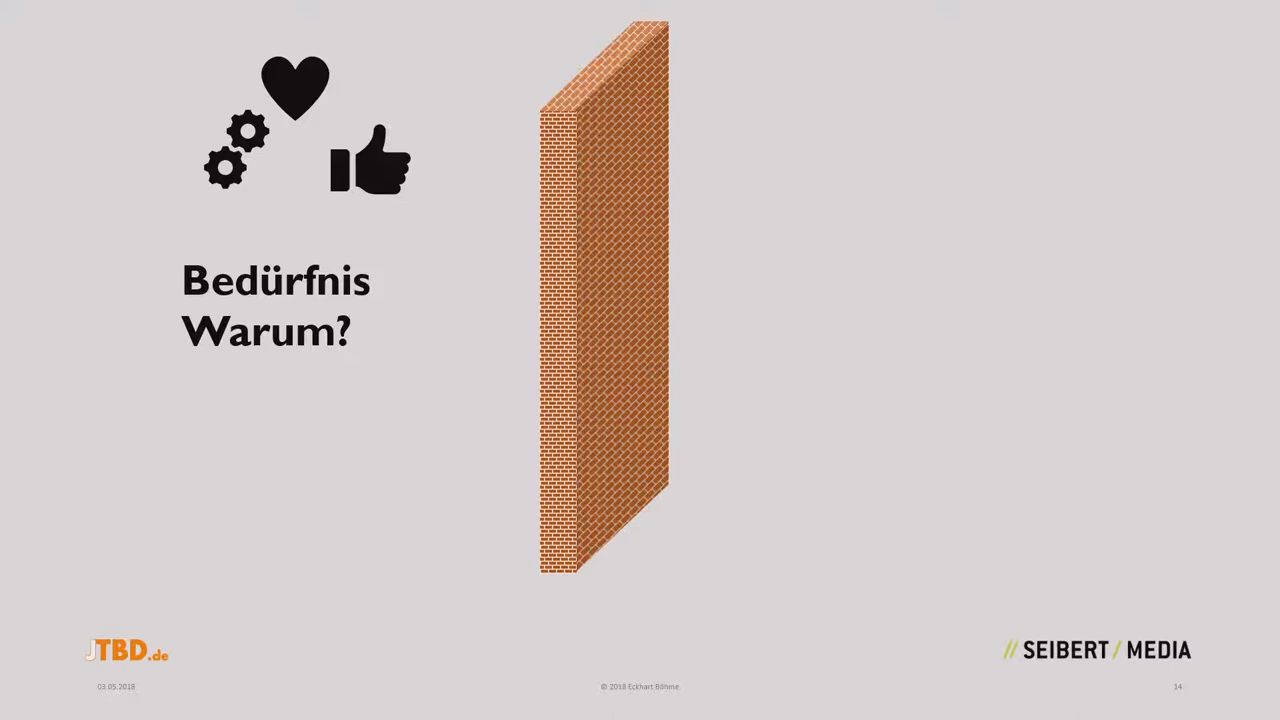 Bedürfnis
Warum?
JTBD.de
// SEIBERT / MEDIA
03.05.2018
© 2018 Eckhart Böhme
14